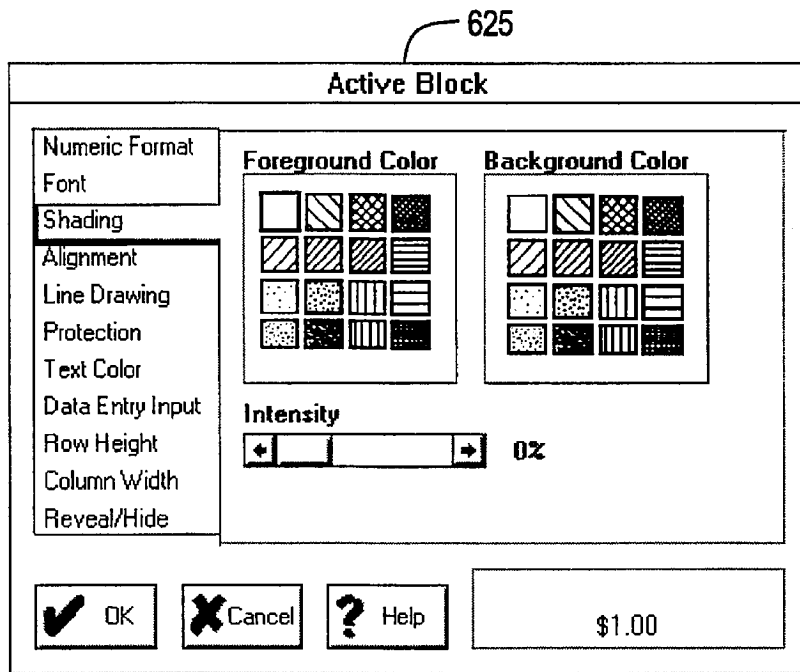 625
Active Block
Numeric Format
Font
Shading
Alignment
Line Drawing
Protection
Text Color
Data Entry Input
Row Height
Column Width
Reveal/Hide
Foreground Color
Background Color
Intensity
0%
OK
Cancel
? Help
$1.00